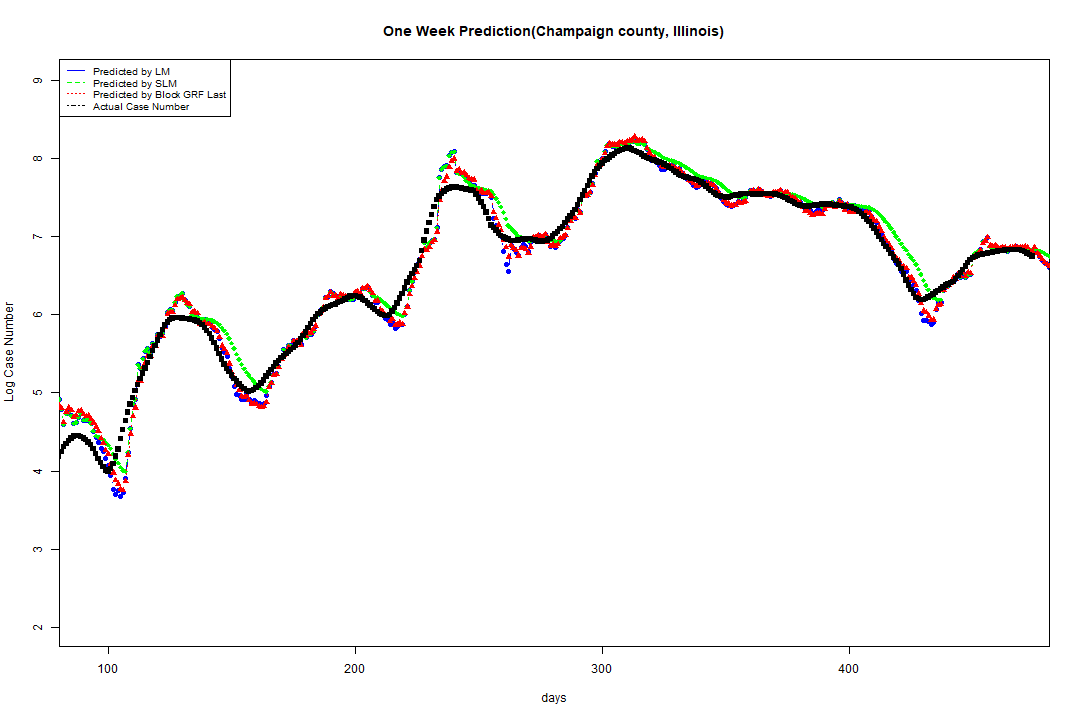 One Week Prediction(Champaign county, Illinois)
Predicted by LM
Predicted by SLM
Predicted by Block GRF Last
Actual Case Number
9
8
7
6
5
4
3
2
Log Case Number
100 200 300 400
days